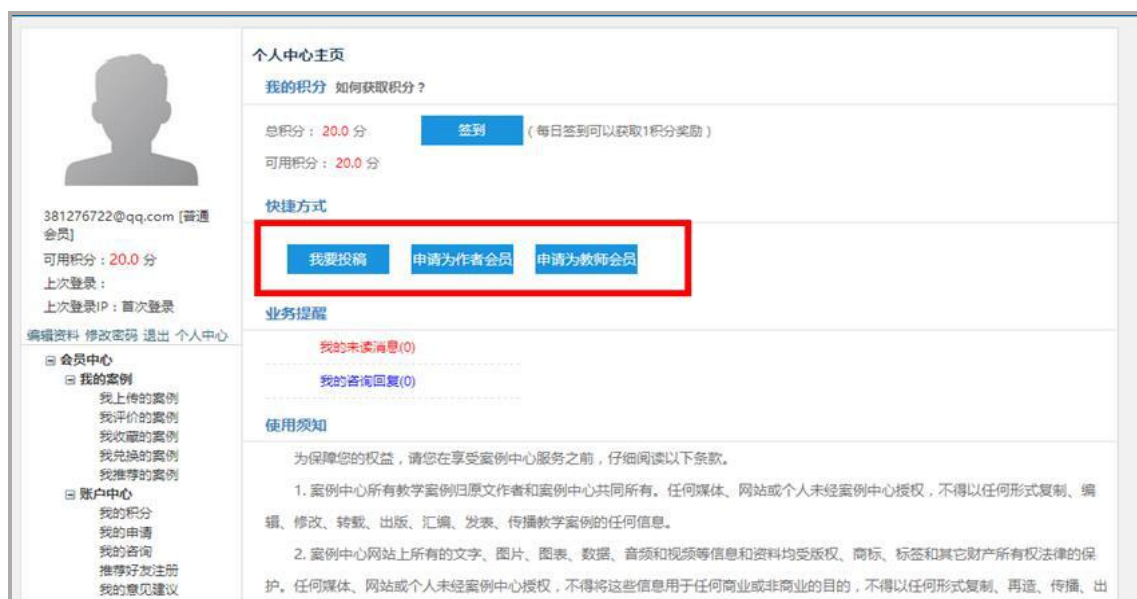 381276722@qq.com [普通
会员]
可用积分：20.0 分
上次登录：
上次登录IP：首次登录
编辑资料 修改密码 退出 个人中心
会员中心
我的案例
我上传的案例
我评价的案例
我收藏的案例
我兑换的案例
我推荐的案例
账户中心
我的积分
我的申请
我的咨询
推荐好友注册
我的意见建议
个人中心主页
我的积分 如何获取积分？
总积分：20.0 分 签到 （每日签到可以获取1积分奖励）
可用积分：20.0 分
快捷方式
我要投稿 申请为作者会员 申请为教师会员
业务提醒
我的未读消息(0)
我的咨询回复(0)
使用须知
为保障您的权益，请您在享受案例中心服务之前，仔细阅读以下条款。
1. 案例中心所有教学案例归原文作者和案例中心共同所有。任何媒体、网站或个人未经案例中心授权，不得以任何形式复制、编
辑、修改、转载、出版、汇编、发表、传播教学案例的任何信息。
2. 案例中心网站上所有的文字、图片、图表、数据、音频和视频等信息和资料均受版权、商标、标签和其它财产所有权法律的保
护。任何媒体、网站或个人未经案例中心授权，不得将这些信息用于任何商业或非商业的目的，不得以任何形式复制、再造、传播、出